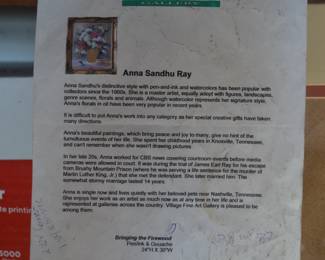 GALLERY
Anna Sandhu Ray
Anna Sandhu's distinctive style with pen-and-ink and watercolors has been popular with
collectors since the 1960s. She is a master artist, equally adept with figures, landscapes,
genre scenes, florals and animals. Although watercolor represents her signature style,
Anna's florals in oil have been very popular in recent years.
It is difficult to put Anna's work into any category as her special creative gifts have taken
many directions.
Anna's beautiful paintings, which bring peace and joy to many, give no hint of the
tumultuous events of her life. She spent her childhood years in Knoxville, Tennessee,
and can't remember when she wasn't drawing pictures.
In her late 20s, Anna worked for CBS news creating courtroom events before media
cameras were allowed in court. It was during the trial of James Earl Ray for his escape
from Brushy Mountain Prison (where he was serving a life sentence for the murder of
Martin Luther King, Jr.) that she met the defendant. She later married him. The
somewhat stormy marriage lasted 14 years.
Anna is single now and lives quietly with her beloved pets near Nashville, Tennessee.
She enjoys her work as an artist as much now as at any time in her life and is
represented at galleries across the country. Village Fine Art Gallery is pleased to be
among them.
Bringing the Firewood
Pen/Ink & Gouache
24"H X 30"W
te printin
5000